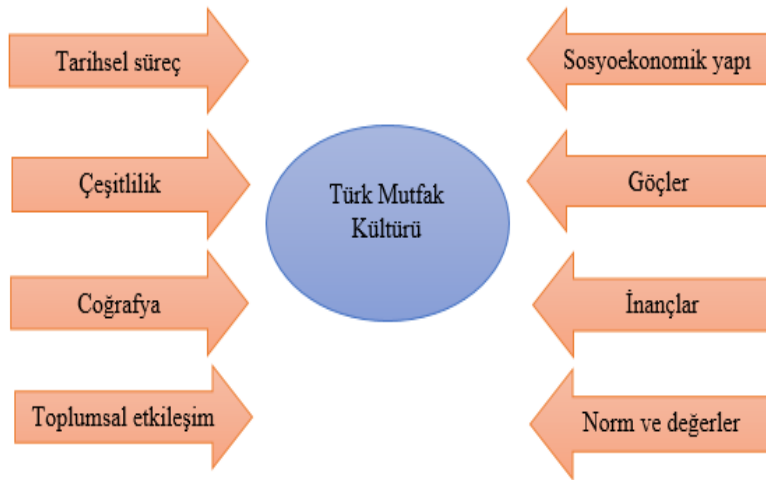 Tarihsel süreç
Çeşitlilik
Coğrafya
Toplumsal etkileşim
Türk Mutfak
Kültürü
Sosyoekonomik yapı
Göçler
İnançlar
Norm ve değerler